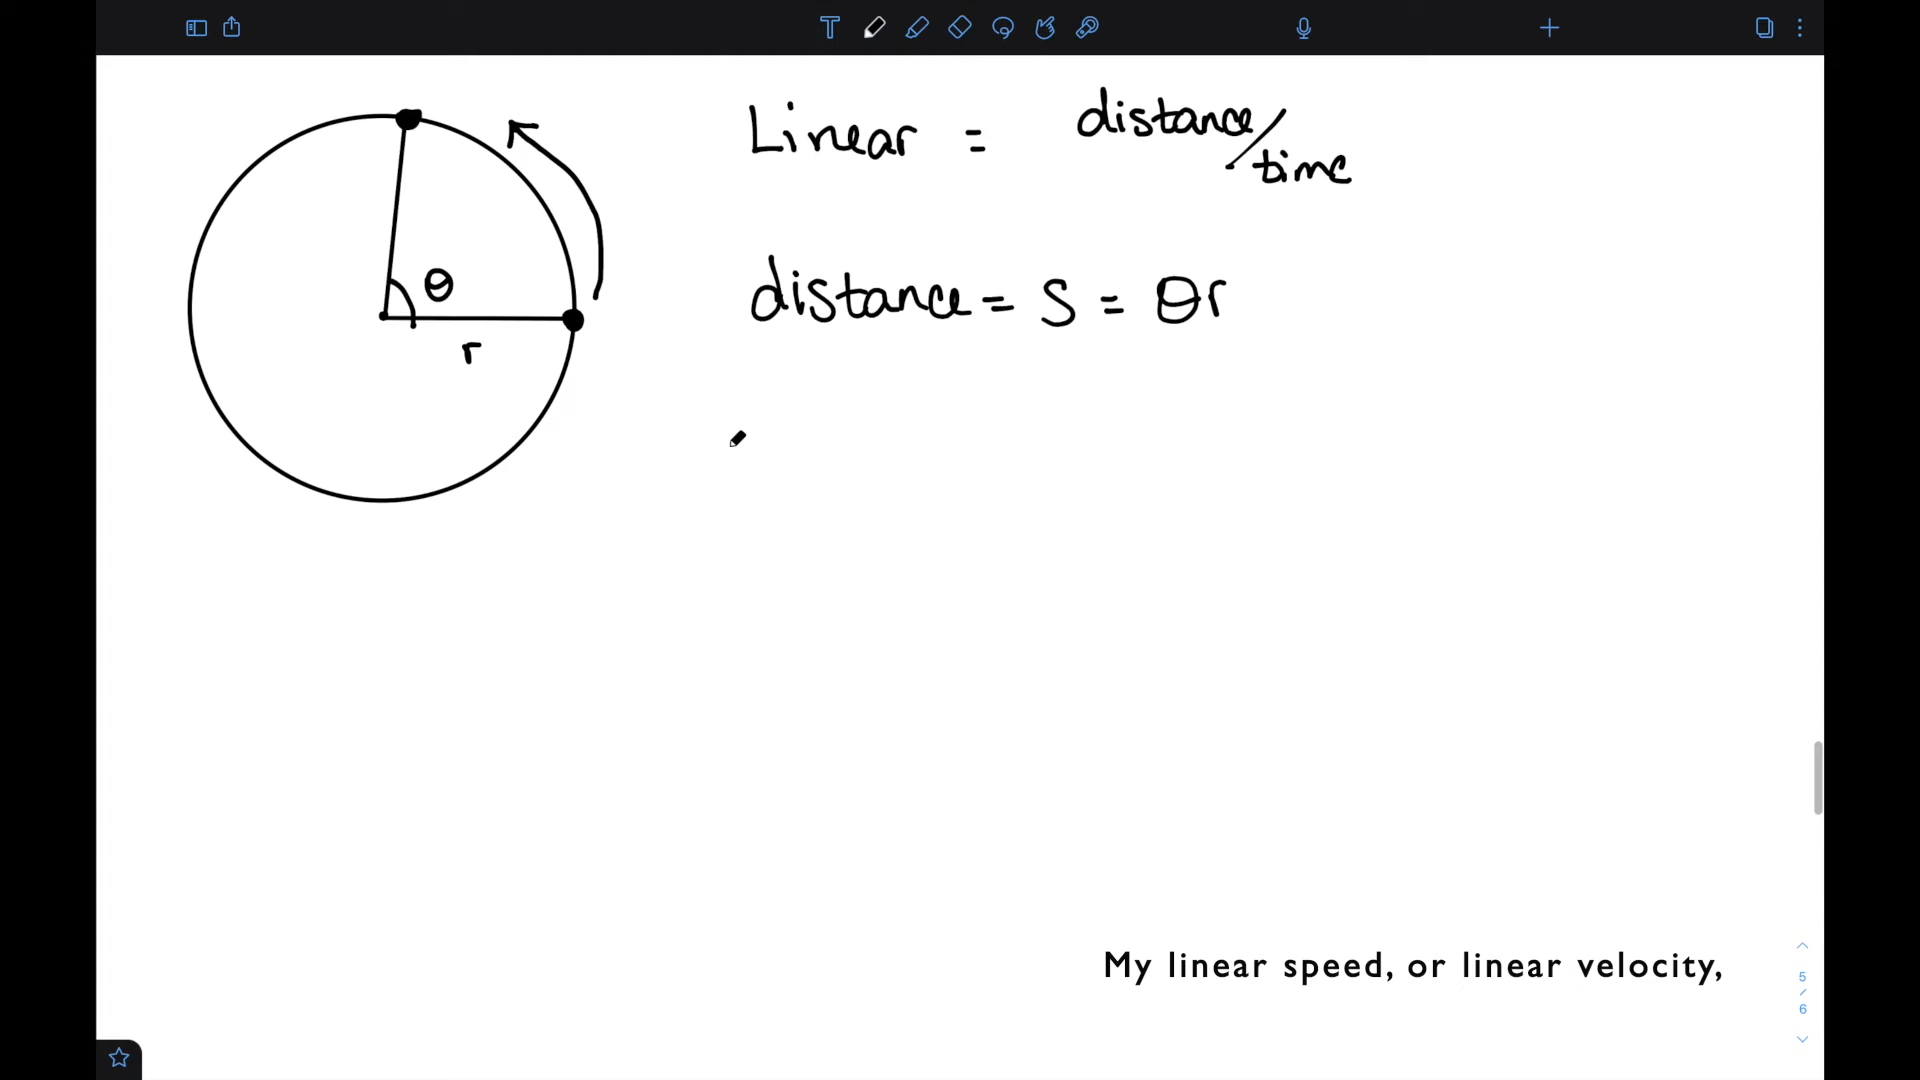 Linear = distance/time
θ
r
distance = S = θr
My linear speed, or linear velocity,
5
/
6